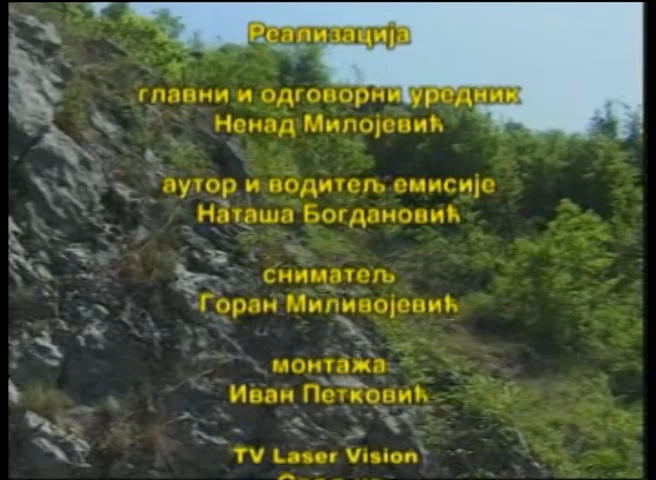 Реализација
главни и одговорни уредник
Ненад Милојевић
аутор и водитељ емисије
Наташа Богдановић
сниматељ
Горан Миливојевић
монтажа
Иван Петковић
TV Laser Vision